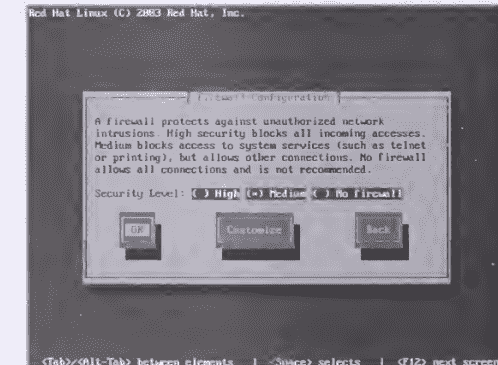 Red Hat Linux (C) 2003 Red Hat, Inc.
Firewall Configuration
A firewall protects against unauthorized network
intrusions. High security blocks all incoming accesses.
Medium blocks access to system services (such as telnet
or printing), but allows other connections. No firewall
allows all connections and is not recommended.
Security Level: ( ) High (*) Medium ( ) No firewall
OK Customize Back
<Tab>/<Alt-Tab> between elements | <Space> selects | <F12> next screen